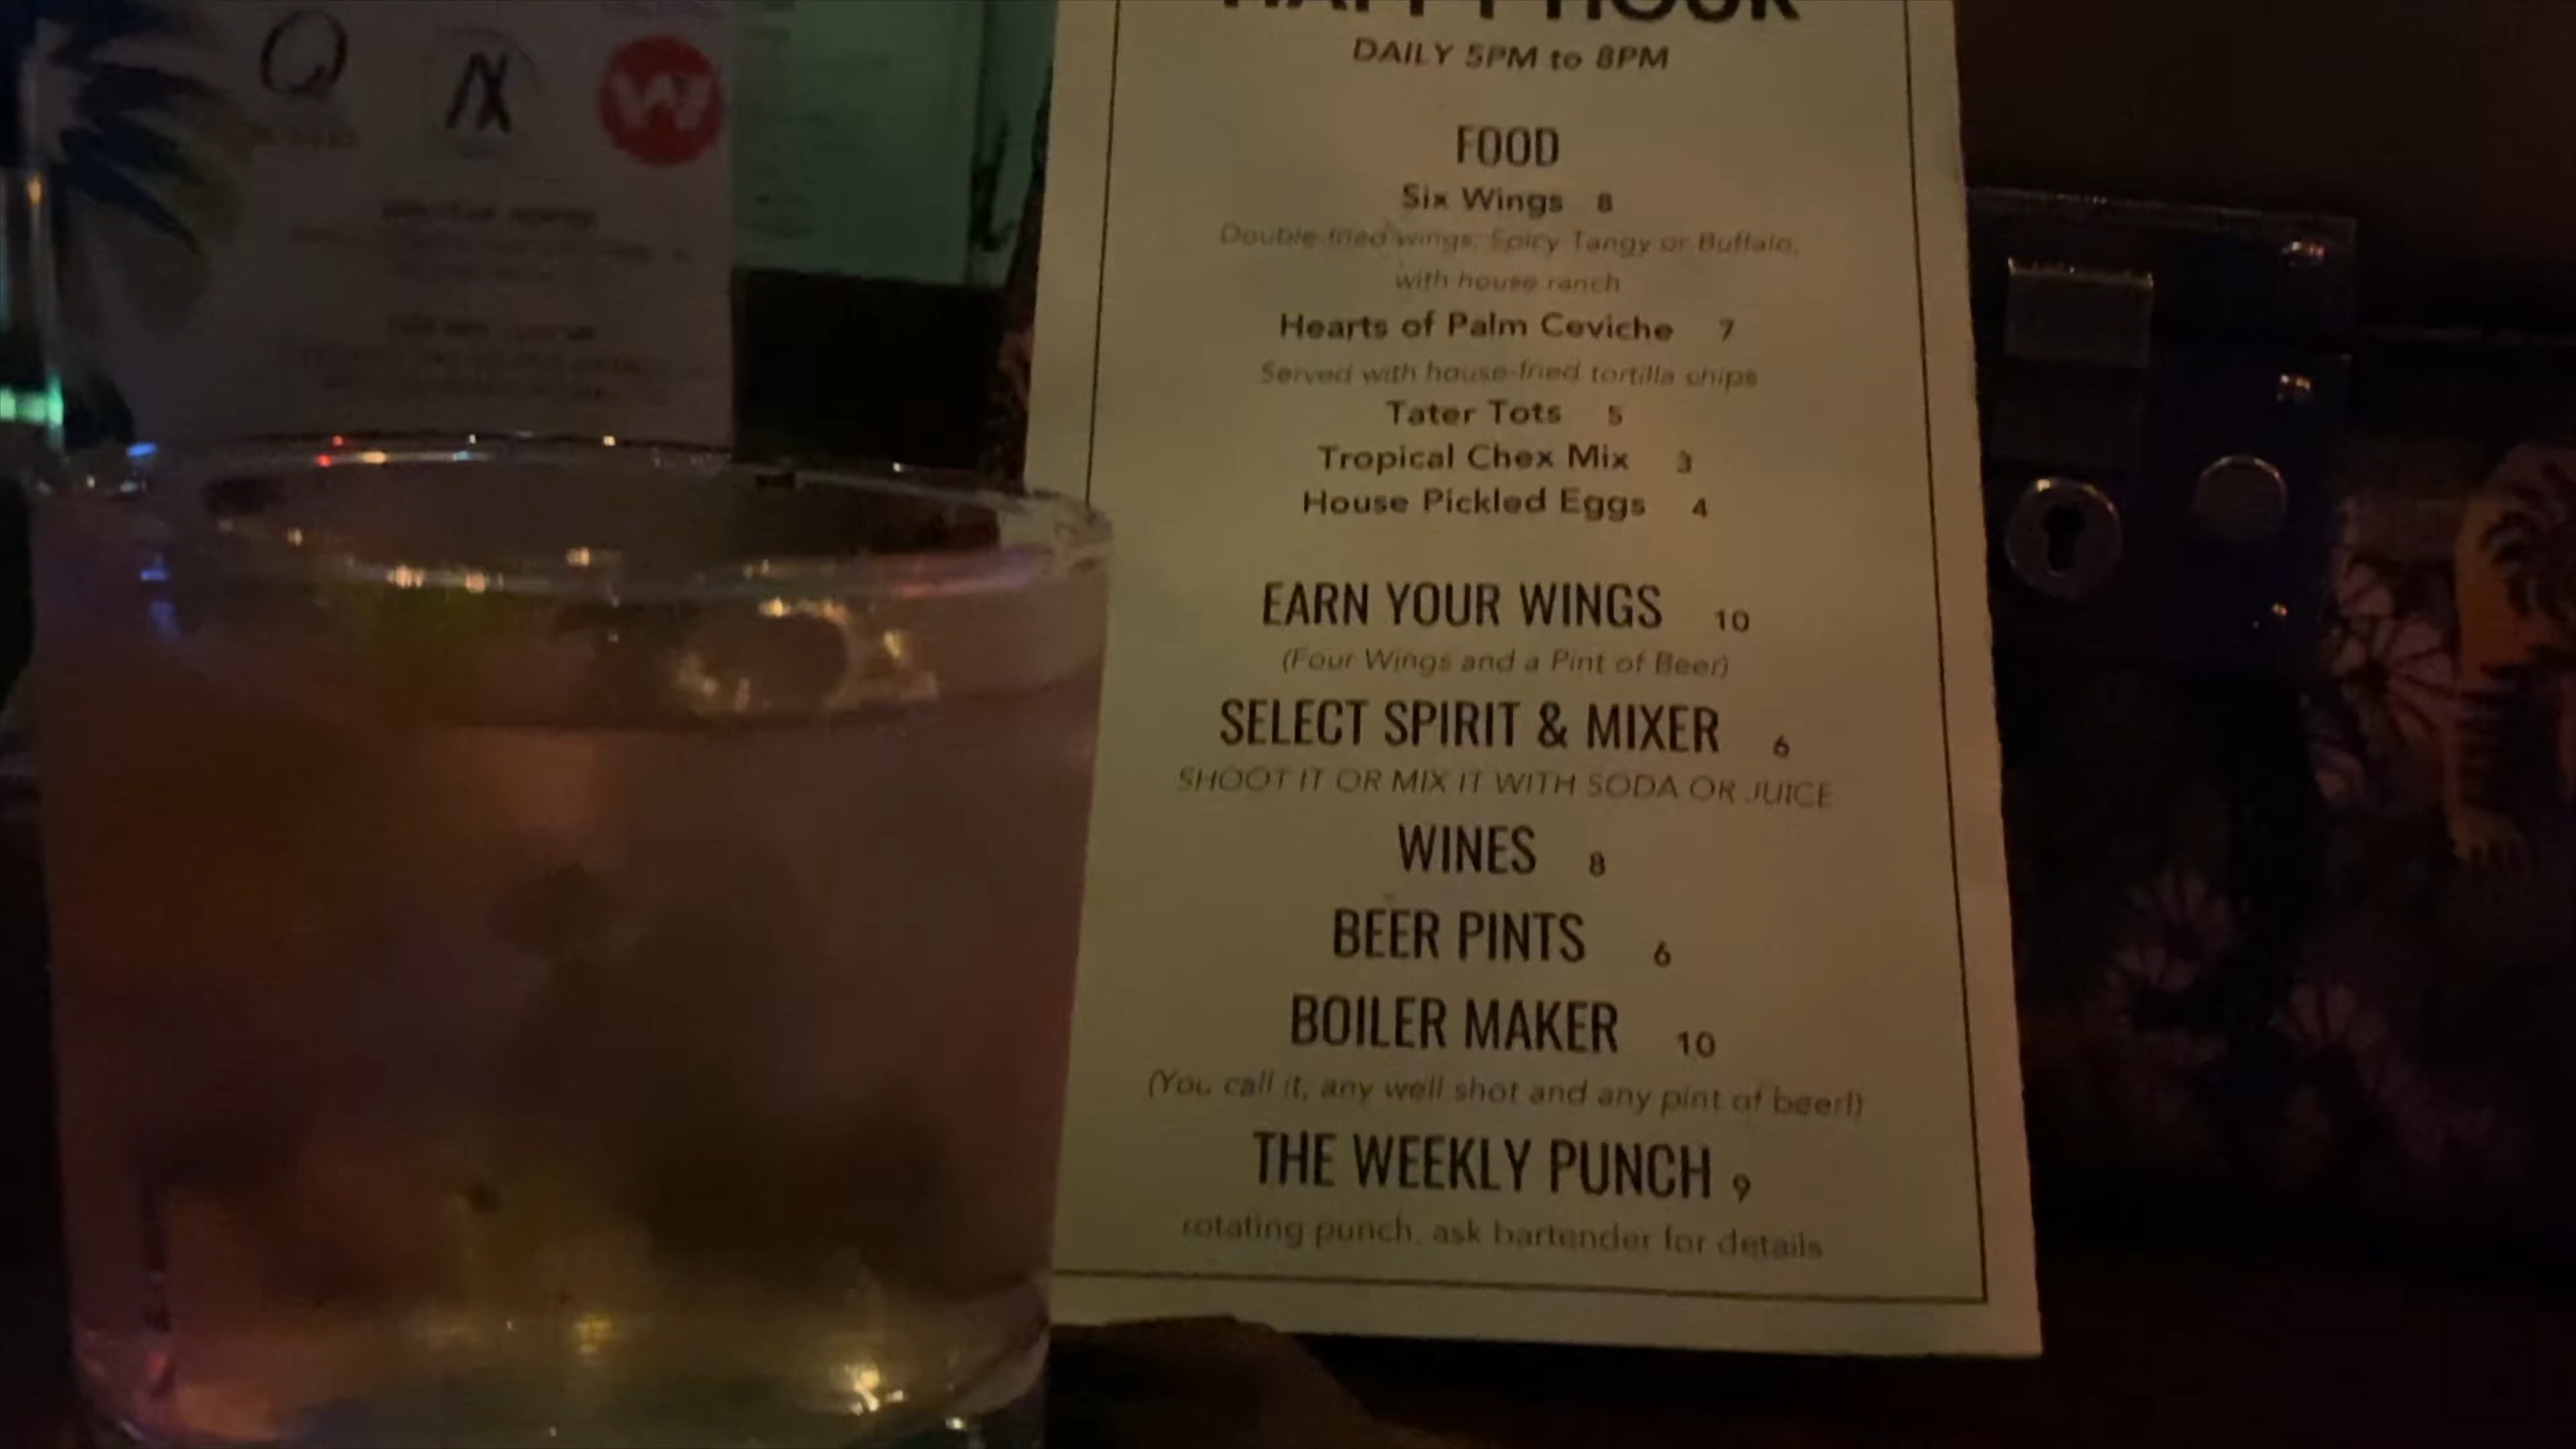 HAPPY HOUR
DAILY 5PM to 8PM
FOOD
Six Wings 8
Double-fried wings; Spicy Tangy or Buffalo,
with house ranch
Hearts of Palm Ceviche 7
Served with house-fried tortilla chips
Tater Tots 5
Tropical Chex Mix 3
House Pickled Eggs 4
EARN YOUR WINGS 10
(Four Wings and a Pint of Beer)
SELECT SPIRIT & MIXER 6
SHOOT IT OR MIX IT WITH SODA OR JUICE
WINES 8
BEER PINTS 6
BOILER MAKER 10
(You call it, any well shot and any pint of beer!)
THE WEEKLY PUNCH 9
rotating punch, ask bartender for details